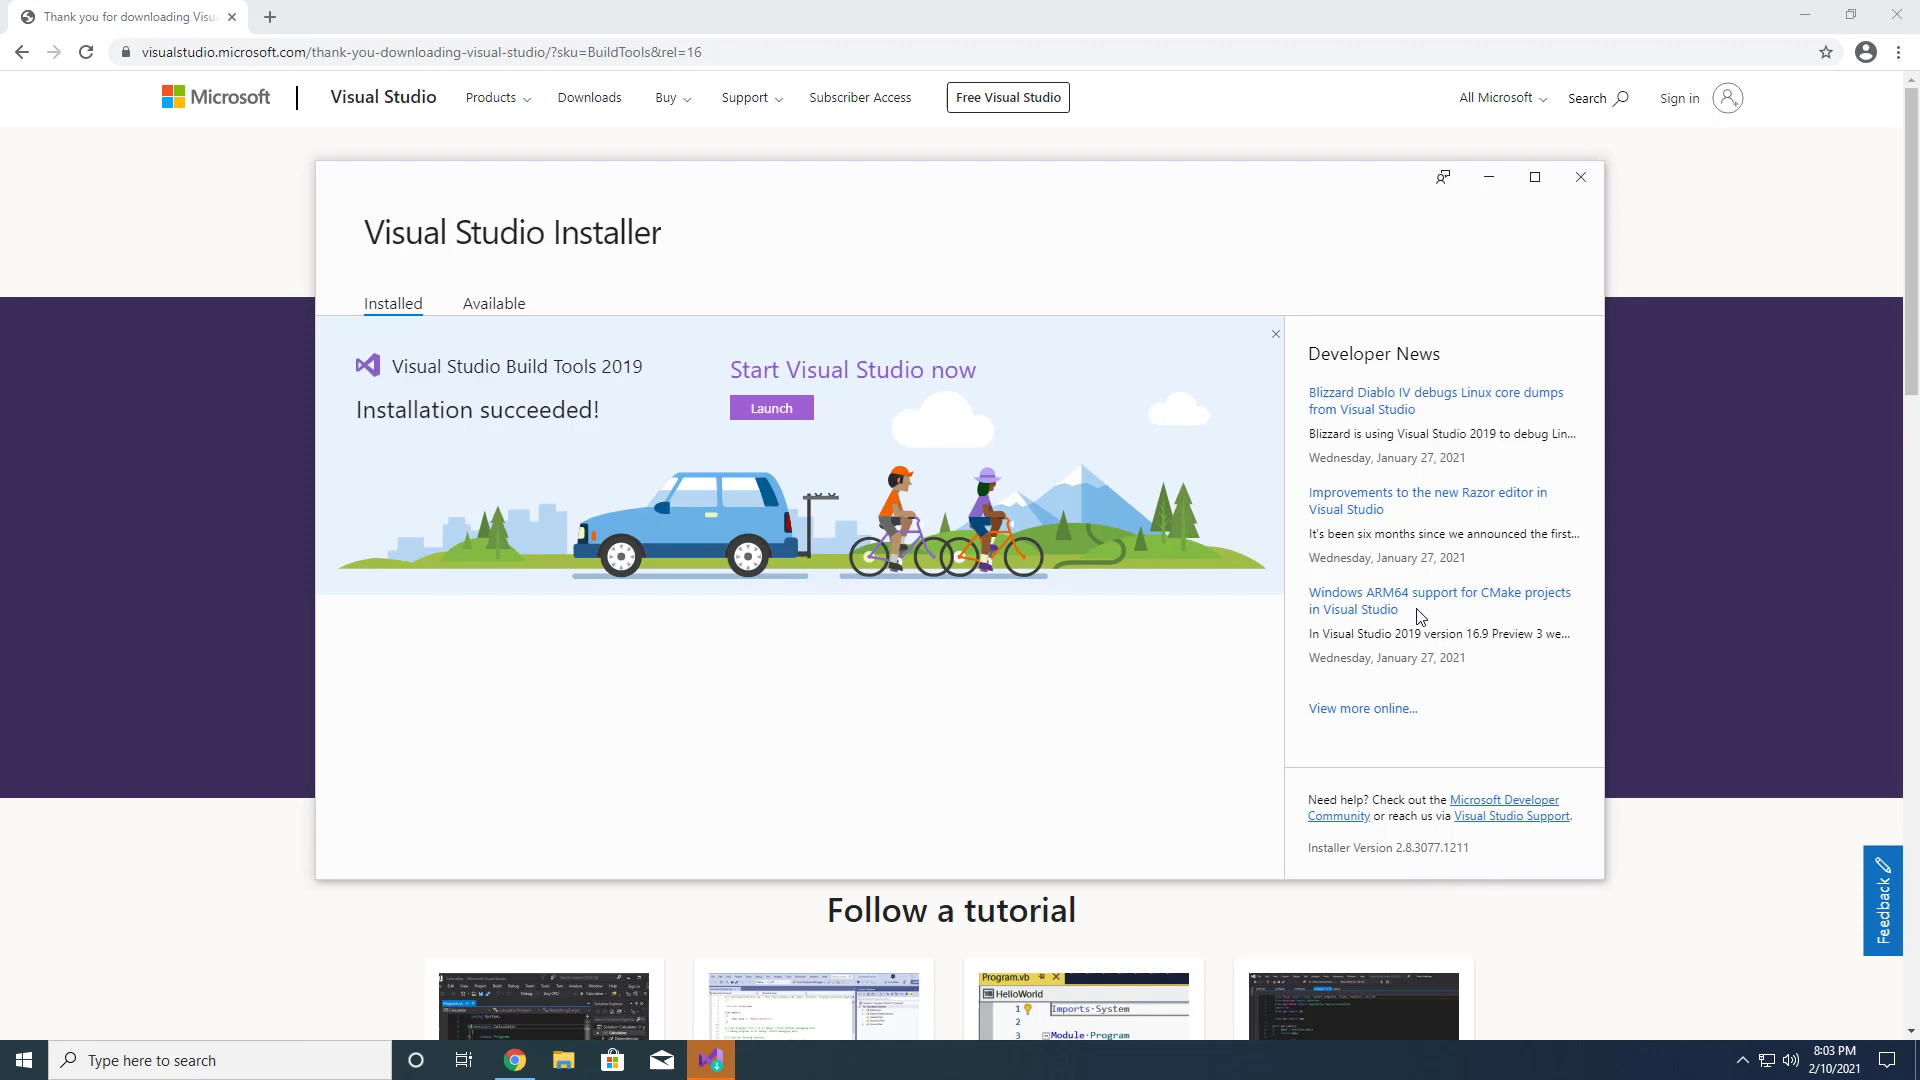 Thank you for downloading Visu
visualstudio.microsoft.com/thank-you-downloading-visual-studio/?sku=BuildTools&rel=16
Microsoft
Visual Studio
Products
Downloads
Buy
Support
Subscriber Access
Free Visual Studio
All Microsoft
Search
Sign in
Visual Studio Installer
Installed
Available
Visual Studio Build Tools 2019
Installation succeeded!
Start Visual Studio now
Launch
Developer News
Blizzard Diablo IV debugs Linux core dumps
from Visual Studio
Blizzard is using Visual Studio 2019 to debug Lin...
Wednesday, January 27, 2021
Improvements to the new Razor editor in
Visual Studio
It's been six months since we announced the first...
Wednesday, January 27, 2021
Windows ARM64 support for CMake projects
in Visual Studio
In Visual Studio 2019 version 16.9 Preview 3 we...
Wednesday, January 27, 2021
View more online...
Need help? Check out the Microsoft Developer
Community or reach us via Visual Studio Support.
Installer Version 2.8.3077.1211
Feedback
Follow a tutorial
Program.vb
HelloWorld
1 Imports·System
2
3 Module·Program
Type here to search
8:03 PM
2/10/2021